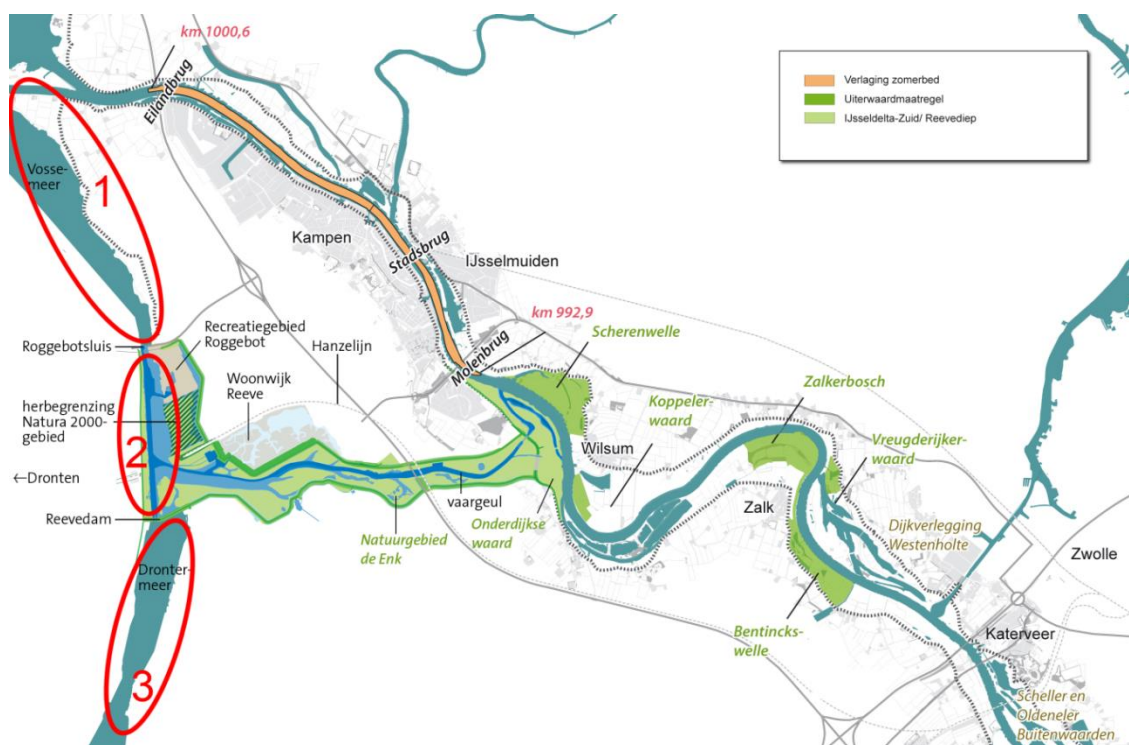 km 1000,6
Eilandbrug
Verlaging zomerbed
Uiterwaardmaatregel
IJsseldelta-Zuid/ Reevediep
Vosse-
meer
1
Kampen
Stadsbrug
IJsselmuiden
km 992,9
Scherenwelle
Molenbrug
Roggebotsluis
Recreatiegebied
Roggebot
Hanzelijn
Woonwijk
Reeve
Zalkerbosch
Koppeler-
waard
herbegrenzing
Natura 2000-
gebied
2
Wilsum
Vreugderijker-
waard
←Dronten
vaargeul
Zalk
Reevedam
Onderdijkse
waard
Natuurgebied
de Enk
Dijkverlegging
Westenholte
Zwolle
Dronter-
meer
Bentincks-
welle
Katerveer
3
Scheller en
Oldeneler
Buitenwaarden